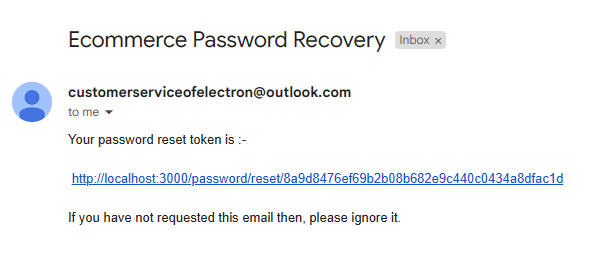 Ecommerce Password Recovery Inbox ×
customerserviceofelectron@outlook.com
to me
Your password reset token is :-
http://localhost:3000/password/reset/8a9d8476ef69b2b08b682e9c440c0434a8dfac1d
If you have not requested this email then, please ignore it.